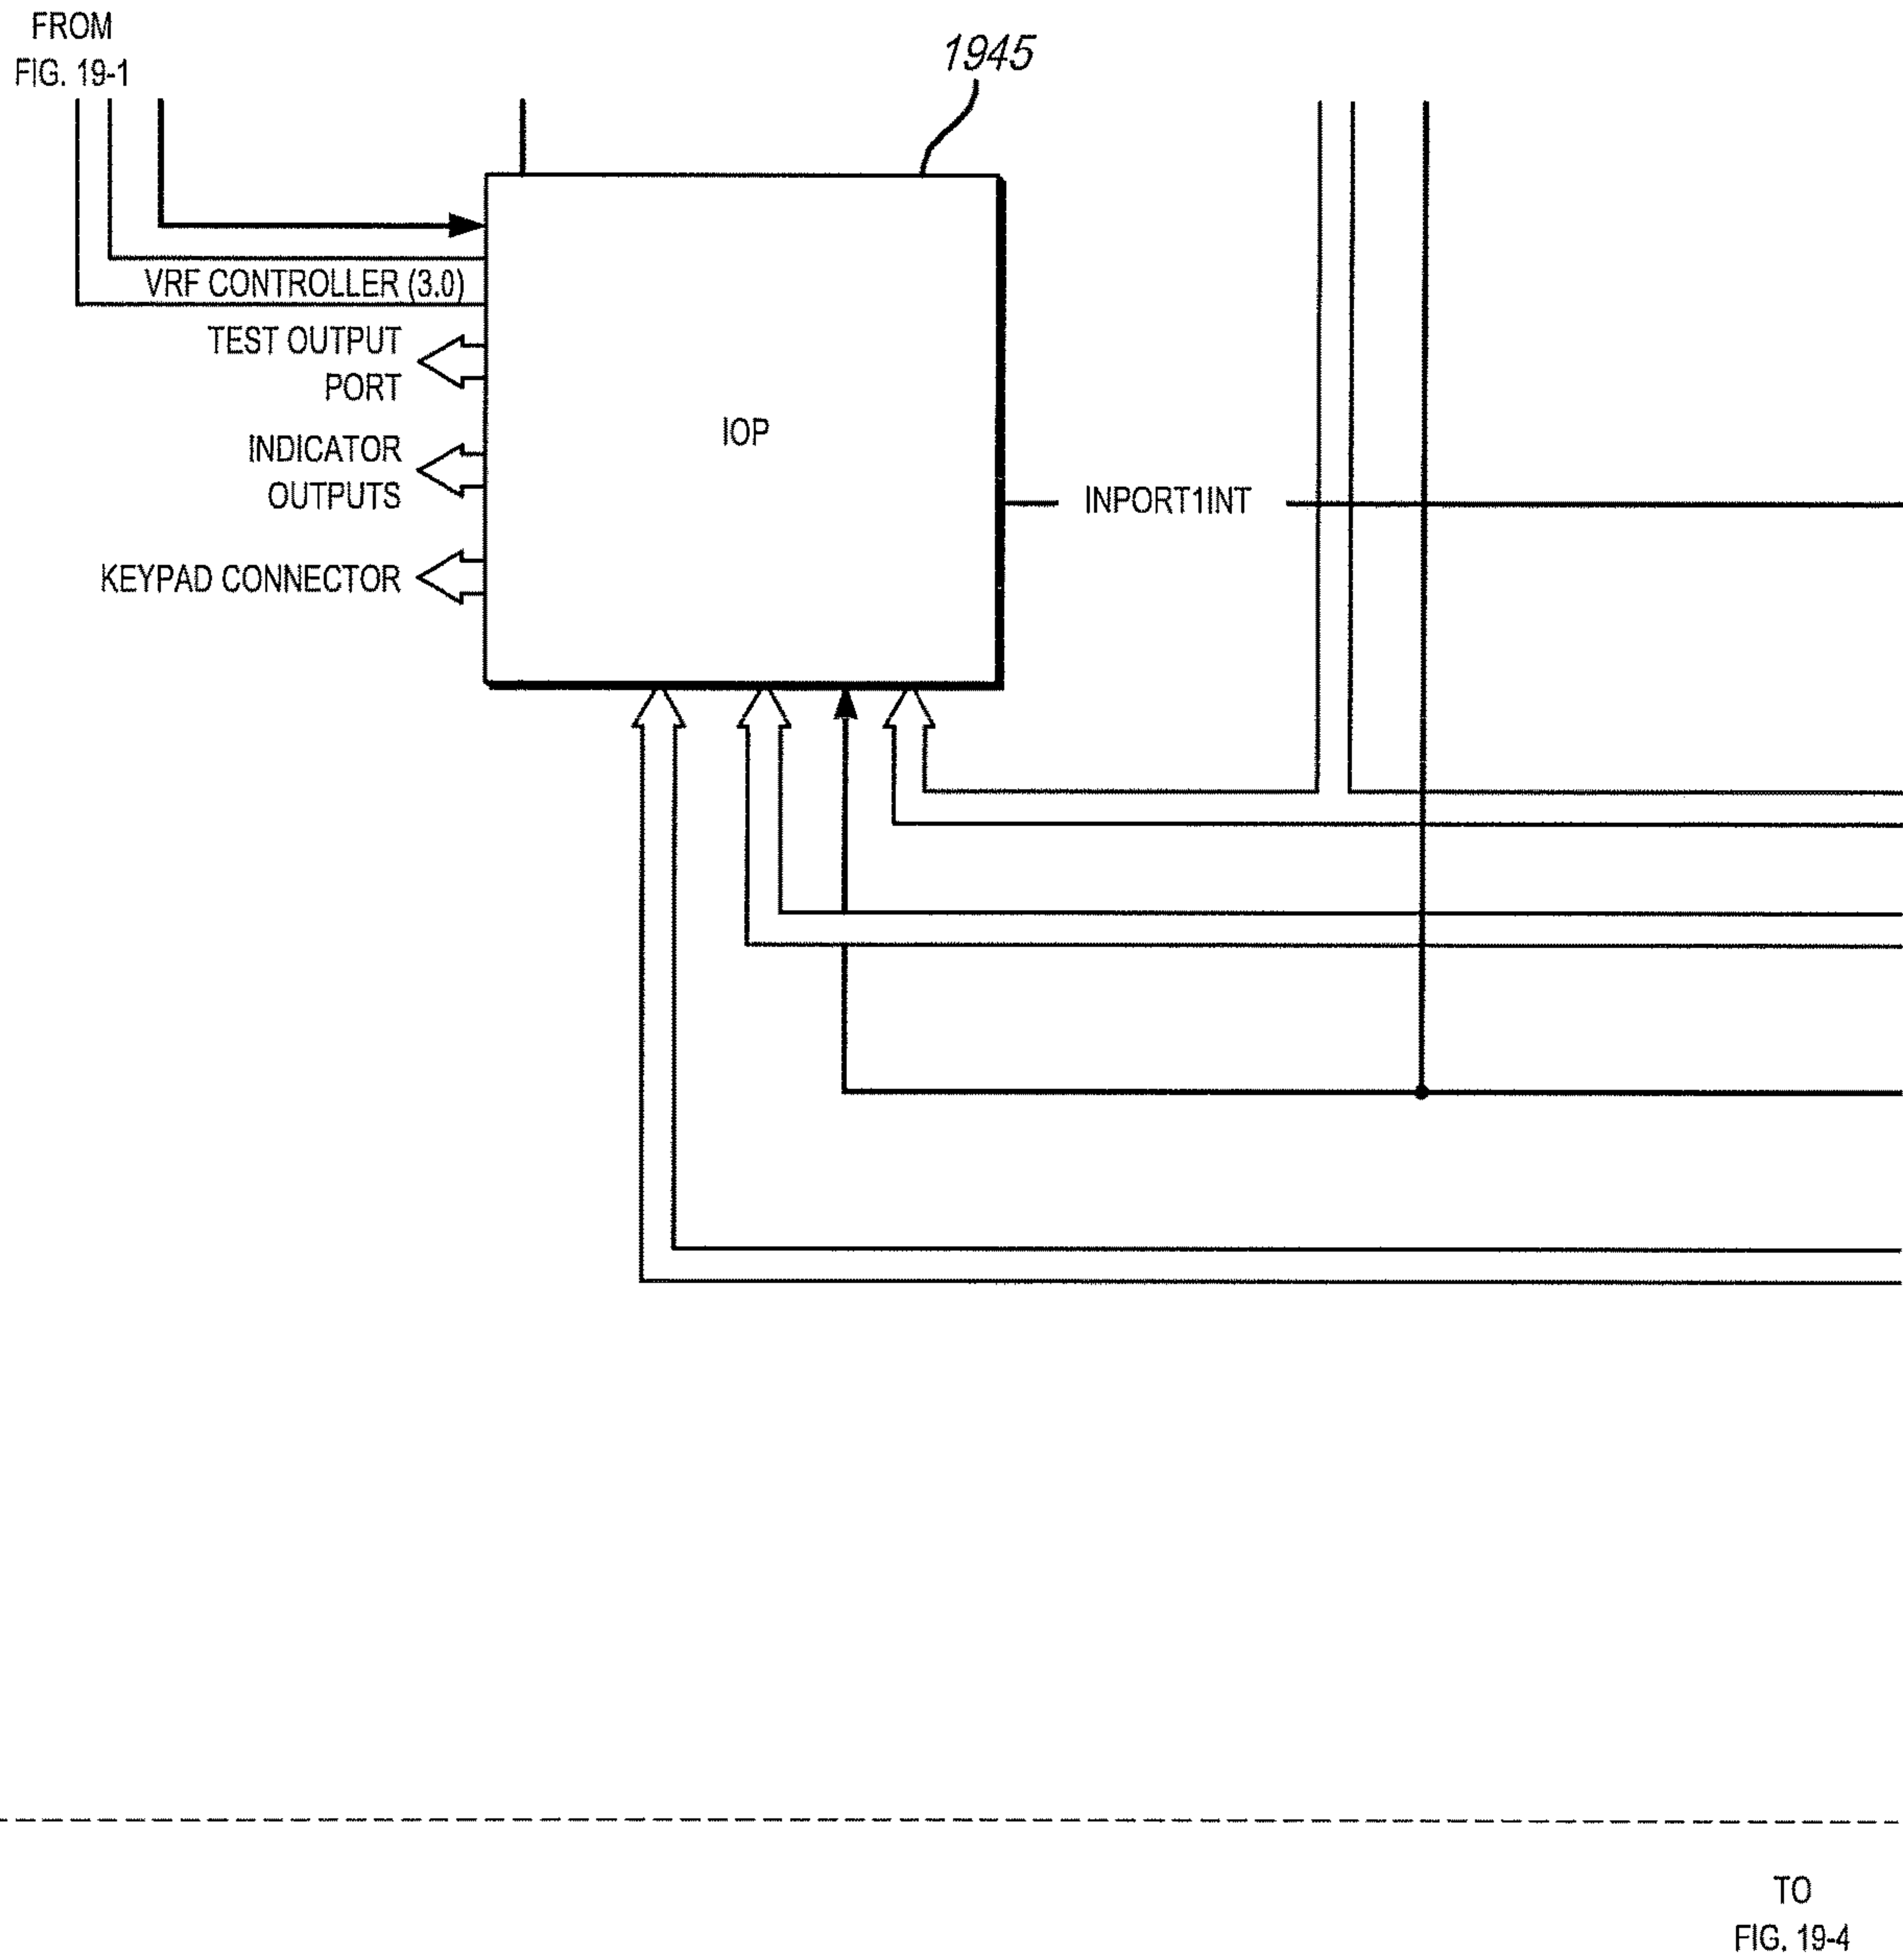 FROM
FIG. 19-1
1945
VRF CONTROLLER (3.0)
TEST OUTPUT
PORT
INDICATOR
OUTPUTS
KEYPAD CONNECTOR
IOP
INPORT1INT
TO
FIG. 19-4